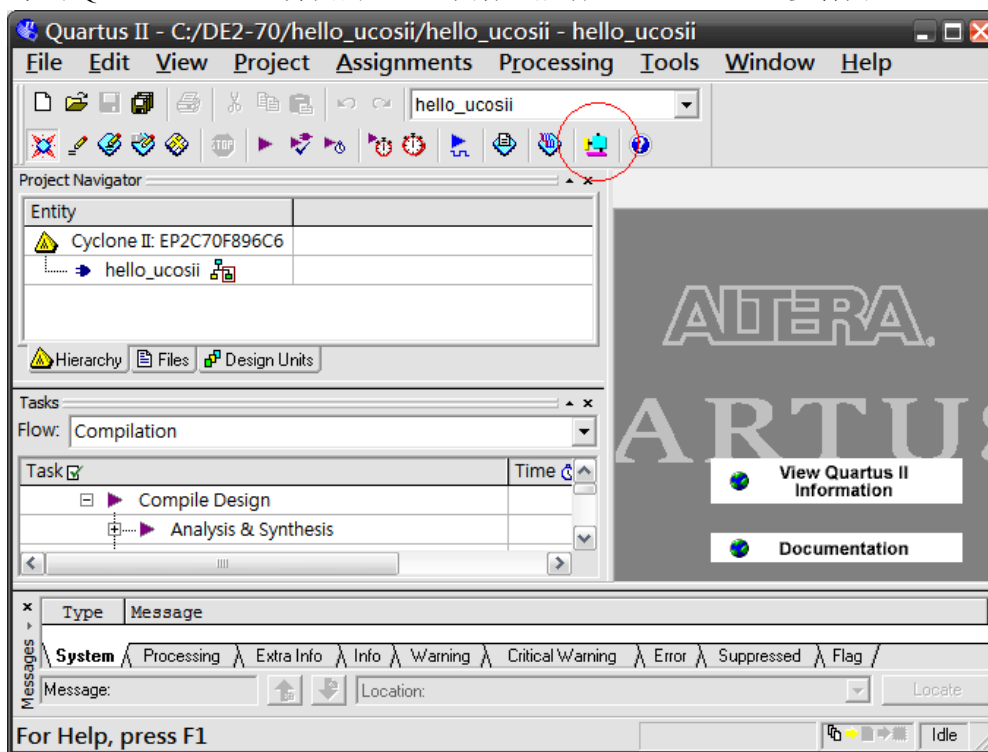 Quartus II - C:/DE2-70/hello_ucosii/hello_ucosii - hello_ucosii
File Edit View Project Assignments Processing Tools Window Help
hello_ucosii
STOP
Project Navigator
Entity
Cyclone II: EP2C70F896C6
hello_ucosii
Hierarchy Files Design Units
ALTERA.
ARTUS
Tasks
Flow: Compilation
Task Time
Compile Design
Analysis & Synthesis
View Quartus II
Information
Documentation
Type Message
System Processing Extra Info Info Warning Critical Warning Error Suppressed Flag
Messages
Message: Location: Locate
For Help, press F1 Idle